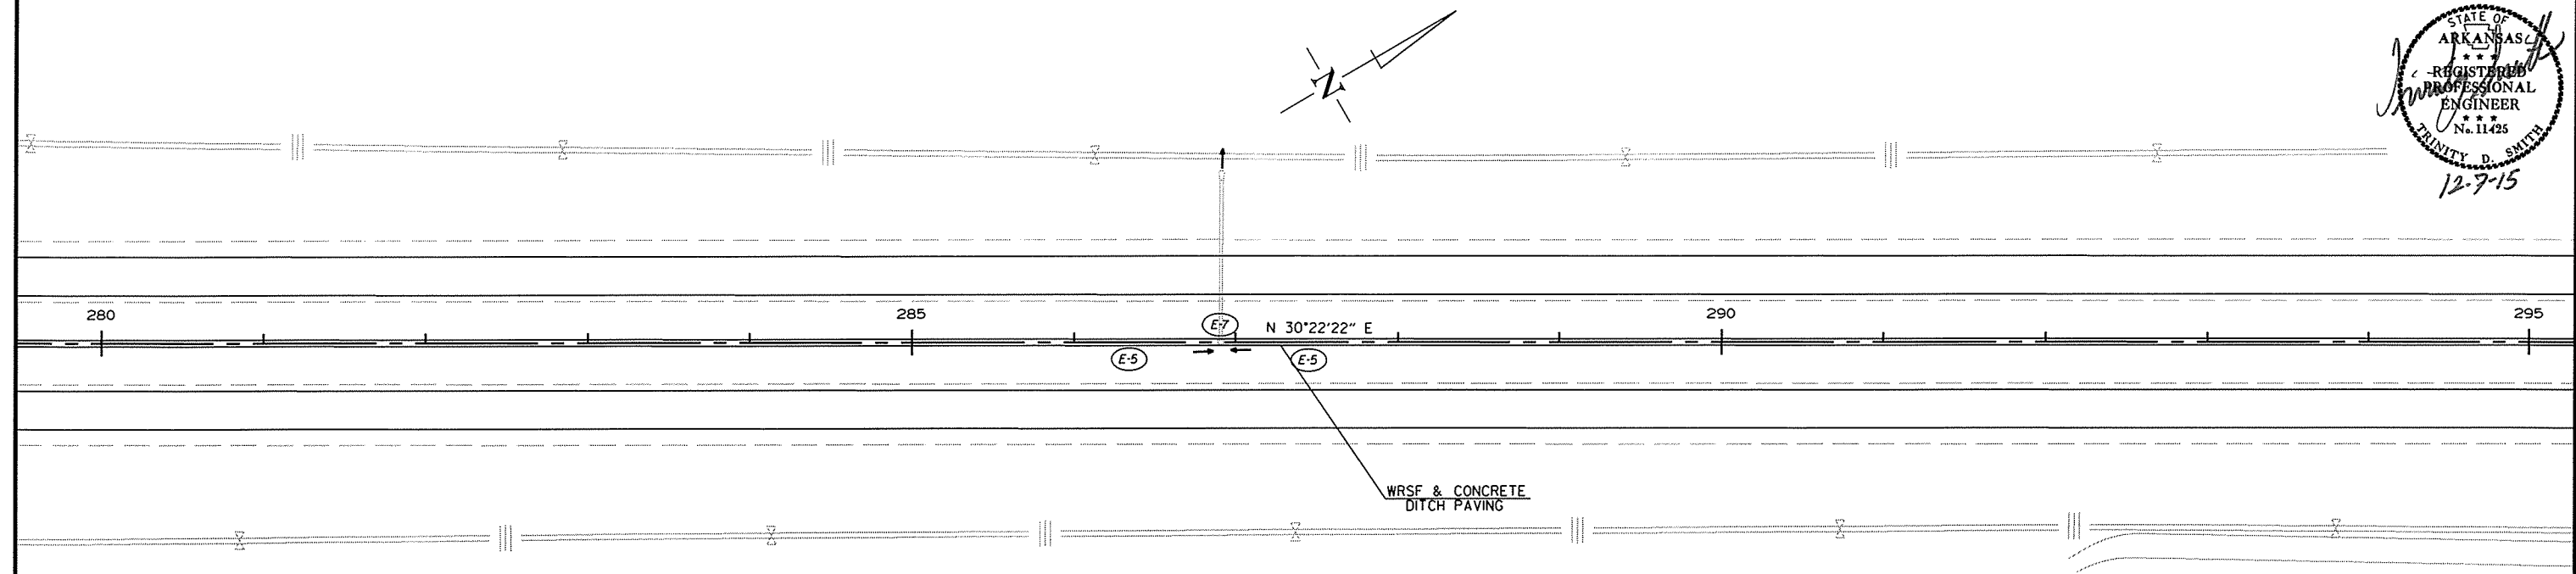 N
STATE OF
ARKANSAS
★ ★ ★
REGISTERED
PROFESSIONAL
ENGINEER
★ ★ ★
No. 11425
TRINITY D. SMITH
12-7-15
280
285
290
295
E-7
N 30°22'22" E
E-5
E-5
WRSF & CONCRETE
DITCH PAVING